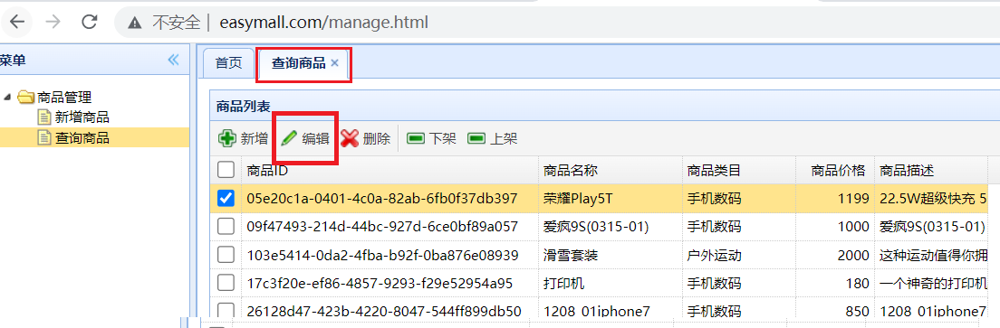 不安全 easymall.com/manage.html
菜单
首页 查询商品
商品管理
新增商品
查询商品
商品列表
新增 编辑 删除 下架 上架
商品ID 商品名称 商品类目 商品价格 商品描述
05e20c1a-0401-4c0a-82ab-6fb0f37db397 荣耀Play5T 手机数码 1199 22.5W超级快充 5
09f47493-214d-44bc-927d-6ce0bf89a057 爱疯9S(0315-01) 手机数码 1000 爱疯9S(0315-01)
103e5414-0da2-4fba-b92f-0ba876e08939 滑雪套装 户外运动 2000 这种运动值得你拥
17c3f20e-ef86-4857-9293-f29e52954a95 打印机 手机数码 180 一个神奇的打印机
26128d47-423b-4220-8047-544ff899db50 1208_01iphone7 手机数码 850 1208_01iphone7